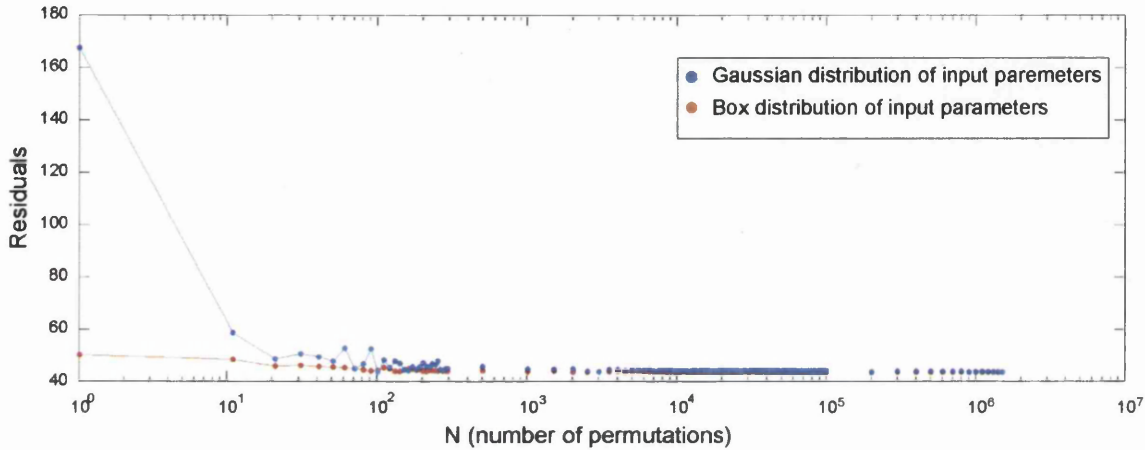 180
160
140
120
100
80
60
40
Residuals
Gaussian distribution of input paremeters
Box distribution of input parameters
10^0 10^1 10^2 10^3 10^4 10^5 10^6 10^7
N (number of permutations)